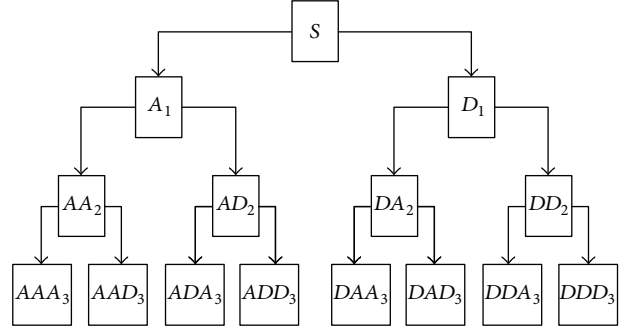 S
A₁ D₁
AA₂ AD₂ DA₂ DD₂
AAA₃ AAD₃ ADA₃ ADD₃ DAA₃ DAD₃ DDA₃ DDD₃